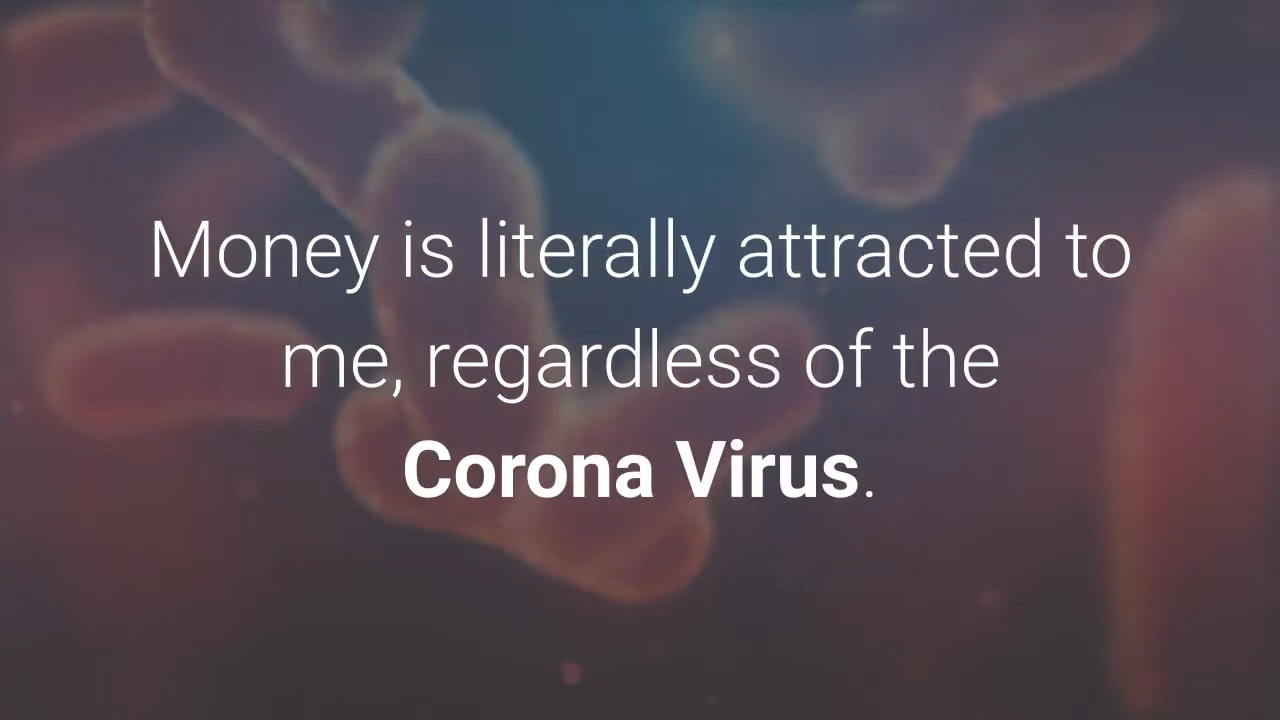 Money is literally attracted to
me, regardless of the
Corona Virus.